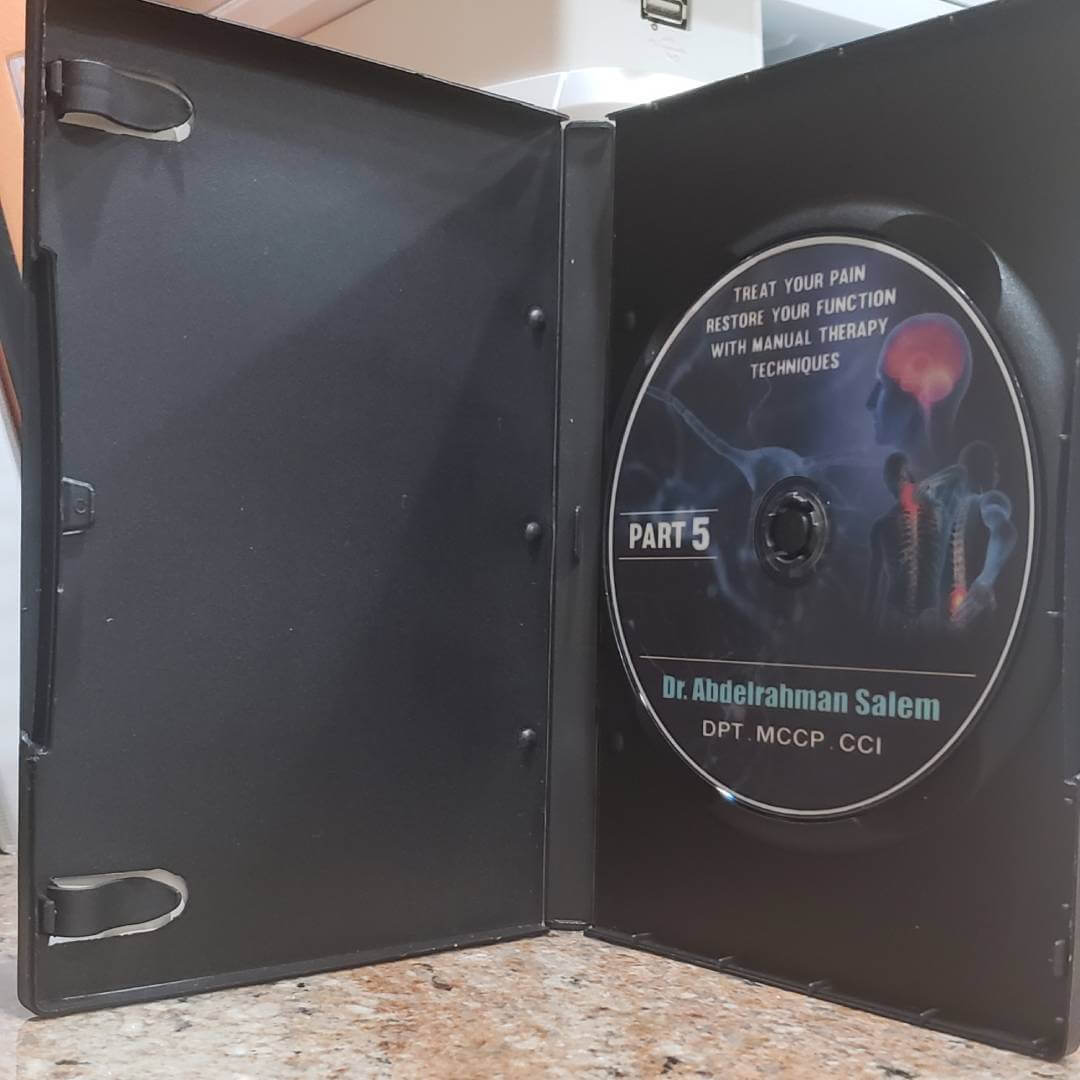 TREAT YOUR PAIN
RESTORE YOUR FUNCTION
WITH MANUAL THERAPY
TECHNIQUES
PART 5
Dr. Abdelrahman Salem
DPT . MCCP . CCI